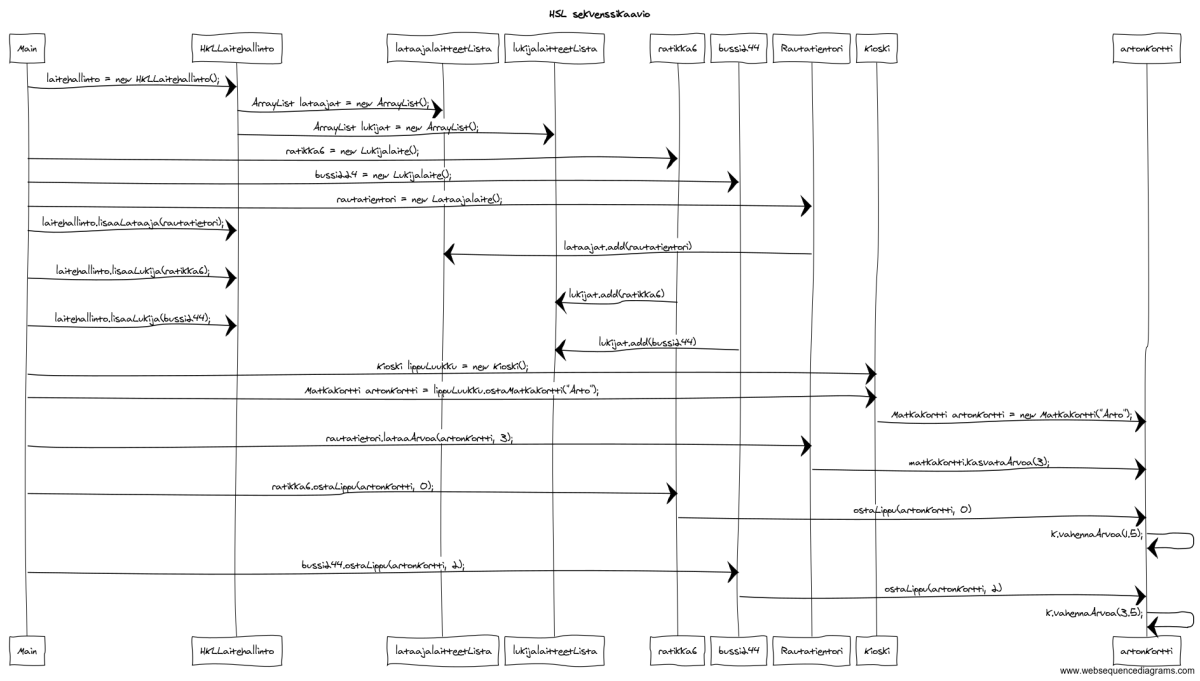 HSL sekvenssikaavio
Main HKLLaitehallinto lataajalaitteetLista lukijalaitteetLista ratikka6 bussi244 Rautatientori Kioski artonKortti
laitehallinto = new HKLLaitehallinto();
ArrayList lataajat = new ArrayList();
ArrayList lukijat = new ArrayList();
ratikka6 = new Lukijalaite();
bussi224 = new Lukijalaite();
rautatientori = new Lataajalaite();
laitehallinto.lisaaLataaja(rautatietori);
lataajat.add(rautatientori)
laitehallinto.lisaaLukija(ratikka6);
lukijat.add(ratikka6)
laitehallinto.lisaaLukija(bussi244);
lukijat.add(bussi244)
Kioski lippuLuukku = new Kioski();
Matkakortti artonKortti = lippuLuukku.ostaMatkakortti("Arto");
Matkakortti artonKortti = new Matkakortti("Arto");
rautatietori.lataaArvoa(artonKortti, 3);
matkakortti.kasvataArvoa(3);
ratikka6.ostaLippu(artonKortti, 0);
ostaLippu(artonKortti, 0)
k.vahennaArvoa(1.5);
bussi244.ostaLippu(artonKortti, 2);
ostaLippu(artonKortti, 2)
k.vahennaArvoa(3.5);
Main HKLLaitehallinto lataajalaitteetLista lukijalaitteetLista ratikka6 bussi244 Rautatientori Kioski artonKortti
www.websequencediagrams.com